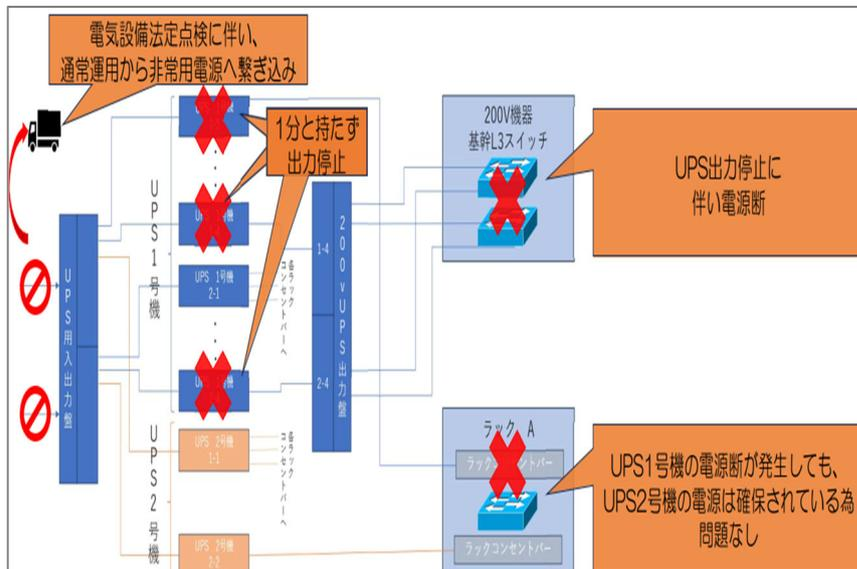 電気設備法定点検に伴い、
通常運用から非常用電源へ繋ぎ込み
1分と持たず
出力停止
200V機器
基幹L3スイッチ
UPS出力停止に
伴い電源断
UPS用入出力盤
UPS1号機
UPS 1号機
2-1
各ラック
コンセントバーへ
1-4
2-4
200vUPS出力盤
UPS2号機
UPS 2号機
1-1
各ラック
コンセントバーへ
UPS 2号機
2-2
ラック A
ラックコンセントバー
ラックコンセントバー
UPS1号機の電源断が発生しても、
UPS2号機の電源は確保されている為
問題なし